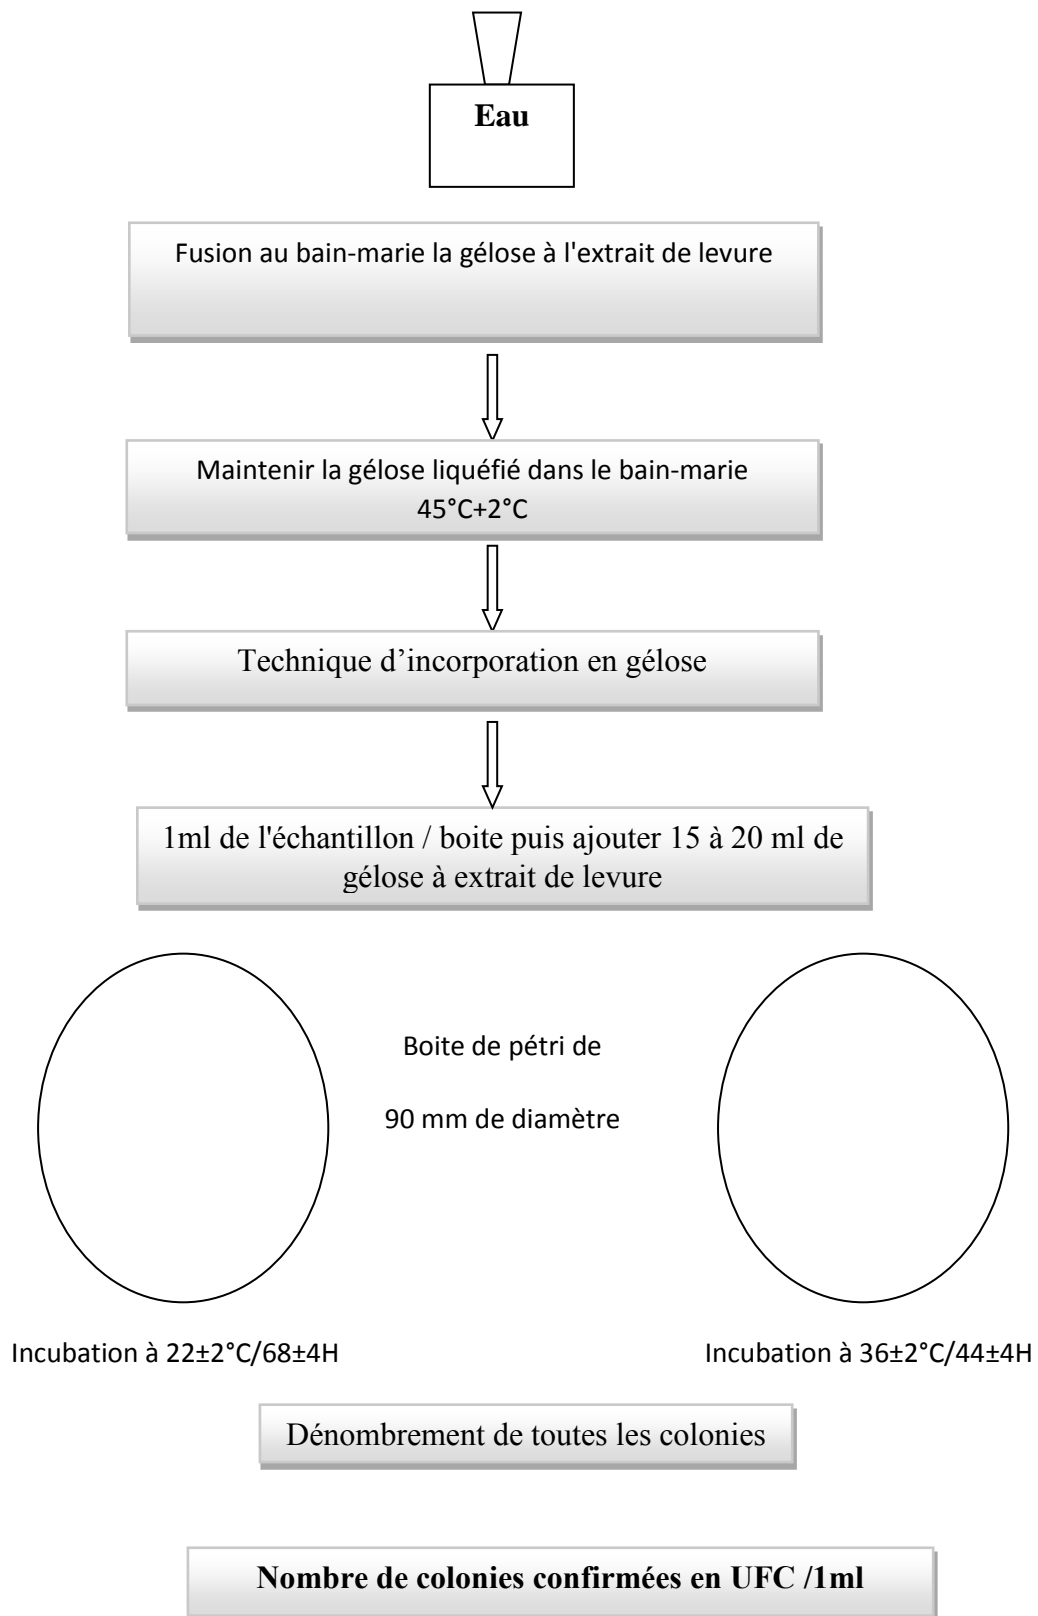 Eau
Fusion au bain-marie la gélose à l'extrait de levure
Maintenir la gélose liquéfié dans le bain-marie
45°C+2°C
Technique d’incorporation en gélose
1ml de l'échantillon / boite puis ajouter 15 à 20 ml de
gélose à extrait de levure
Boite de pétri de
90 mm de diamètre
Incubation à 22±2°C/68±4H
Incubation à 36±2°C/44±4H
Dénombrement de toutes les colonies
Nombre de colonies confirmées en UFC /1ml